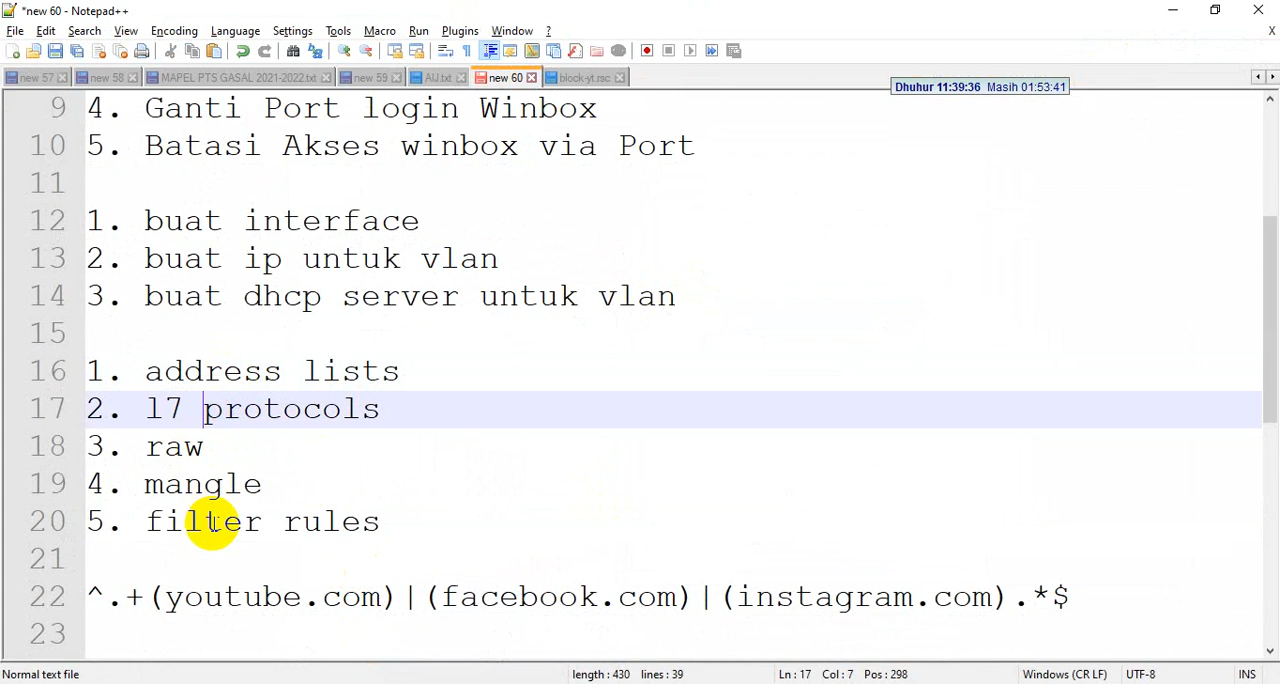 *new 60 - Notepad++
File Edit Search View Encoding Language Settings Tools Macro Run Plugins Window ? X
new 57 new 58 MAPEL PTS GASAL 2021-2022.txt new 59 AIJ.txt new 60 block-yt.rsc
Dhuhur 11:39:36 Masih 01:53:41
9 4. Ganti Port login Winbox
10 5. Batasi Akses winbox via Port
11
12 1. buat interface
13 2. buat ip untuk vlan
14 3. buat dhcp server untuk vlan
15
16 1. address lists
17 2. l7 protocols
18 3. raw
19 4. mangle
20 5. filter rules
21
22 ^.+(youtube.com)|(facebook.com)|(instagram.com).*$
23
Normal text file length : 430 lines : 39 Ln : 17 Col : 7 Pos : 298 Windows (CR LF) UTF-8 INS